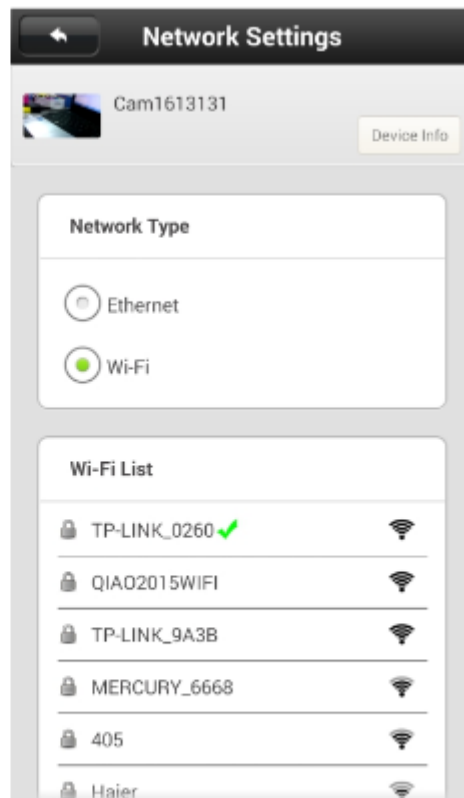 Network Settings
Cam1613131
Device Info
Network Type
Ethernet
Wi-Fi
Wi-Fi List
TP-LINK_0260
QIAO2015WIFI
TP-LINK_9A3B
MERCURY_6668
405
Haier